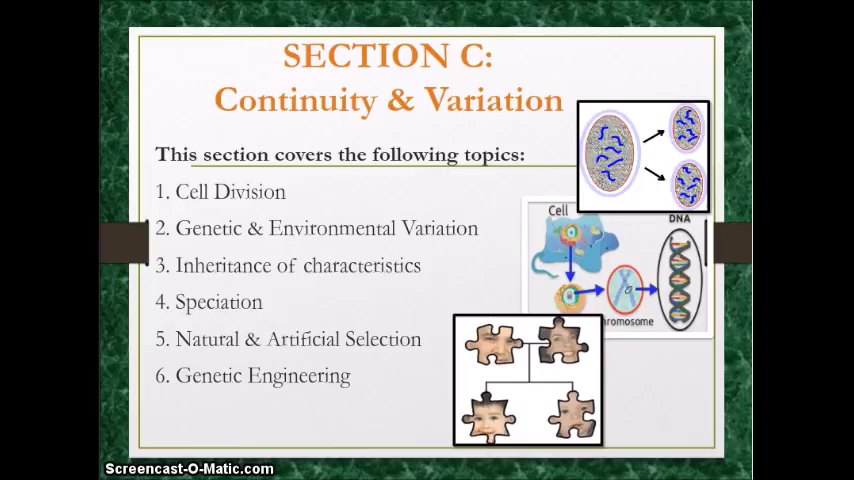 SECTION C:
Continuity & Variation
This section covers the following topics:
1. Cell Division
2. Genetic & Environmental Variation
3. Inheritance of characteristics
4. Speciation
5. Natural & Artificial Selection
6. Genetic Engineering
Cell
DNA
hromosome
Screencast-O-Matic.com